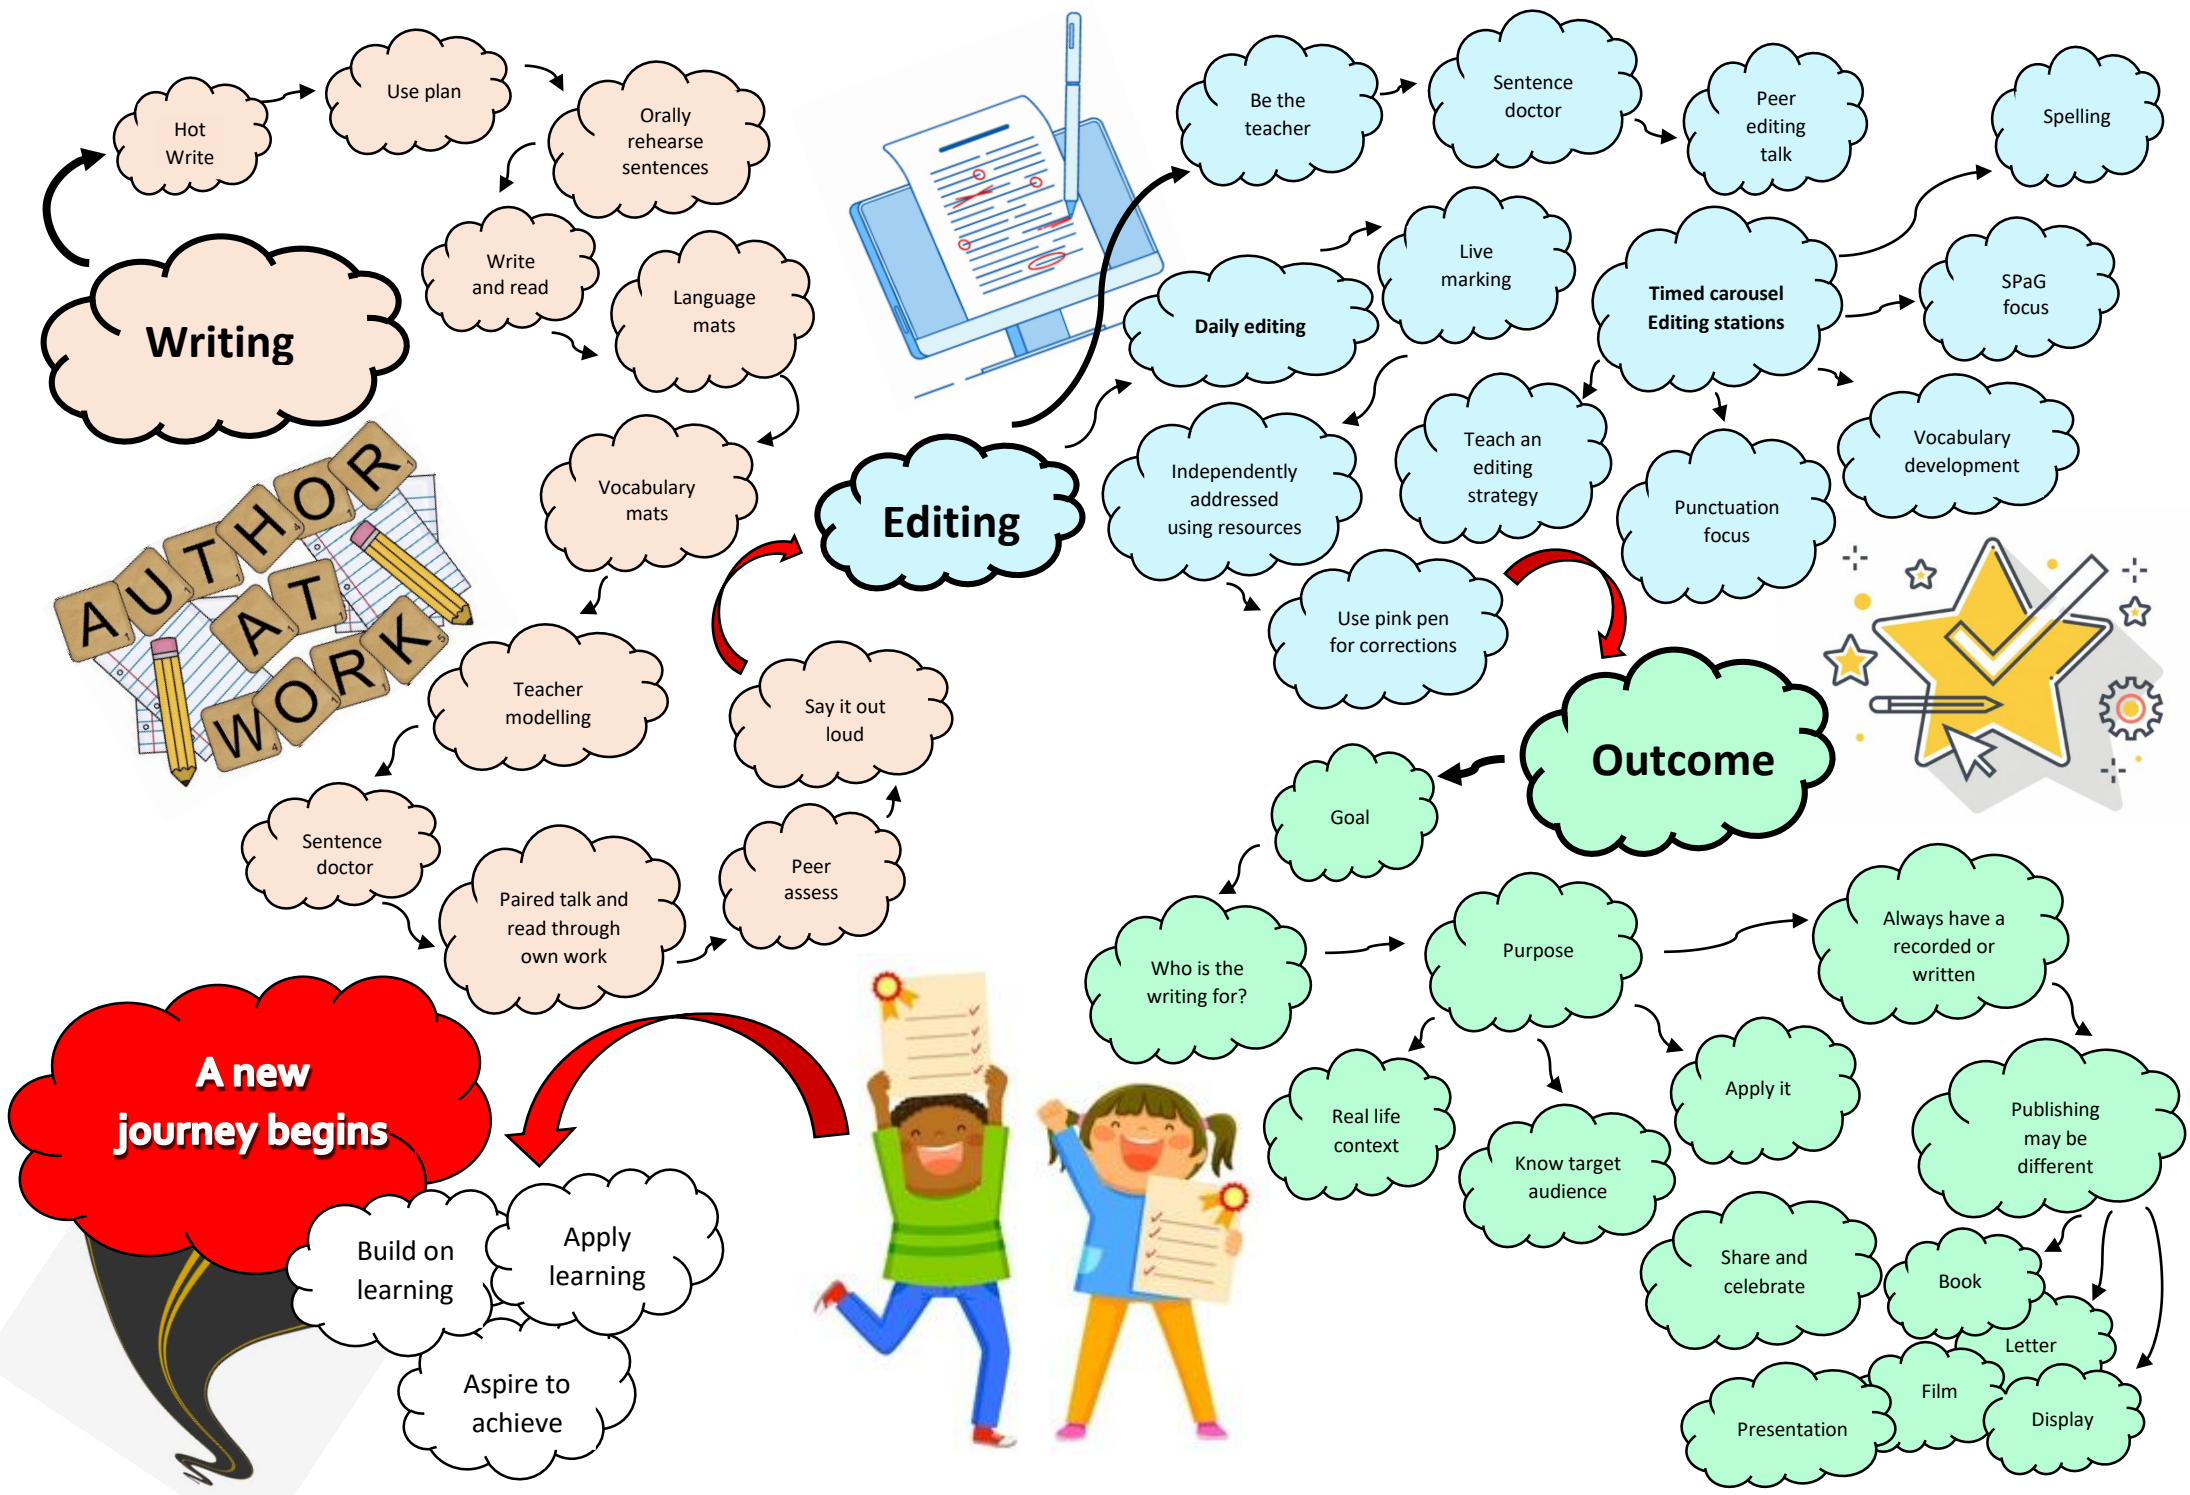 Writing
Hot
Write
Use plan
Orally
rehearse
sentences
Write
and read
Language
mats
Vocabulary
mats
Teacher
modelling
Sentence
doctor
Paired talk and
read through
own work
Peer
assess
Say it out
loud
AUTHOR
AT
WORK
Editing
Be the
teacher
Sentence
doctor
Peer
editing
talk
Daily editing
Live
marking
Independently
addressed
using resources
Use pink pen
for corrections
Timed carousel
Editing stations
Spelling
SPaG
focus
Vocabulary
development
Punctuation
focus
Teach an
editing
strategy
Outcome
Goal
Who is the
writing for?
Purpose
Real life
context
Know target
audience
Apply it
Always have a
recorded or
written
Publishing
may be
different
Book
Letter
Display
Film
Presentation
Share and
celebrate
A new
journey begins
Build on
learning
Apply
learning
Aspire to
achieve